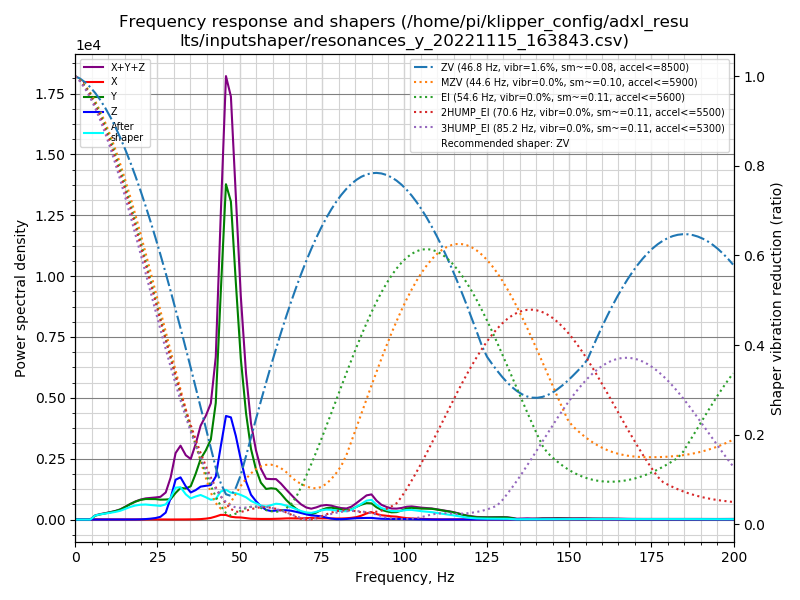 Frequency response and shapers (/home/pi/klipper_config/adxl_resu
lts/inputshaper/resonances_y_20221115_163843.csv)
1e4
X+Y+Z
X
Y
Z
After
shaper
ZV (46.8 Hz, vibr=1.6%, sm~=0.08, accel<=8500)
MZV (44.6 Hz, vibr=0.0%, sm~=0.10, accel<=5900)
EI (54.6 Hz, vibr=0.0%, sm~=0.11, accel<=5600)
2HUMP_EI (70.6 Hz, vibr=0.0%, sm~=0.11, accel<=5500)
3HUMP_EI (85.2 Hz, vibr=0.0%, sm~=0.11, accel<=5300)
Recommended shaper: ZV
Power spectral density
1.75
1.50
1.25
1.00
0.75
0.50
0.25
0.00
1.0
0.8
0.6
0.4
0.2
0.0
Shaper vibration reduction (ratio)
0 25 50 75 100 125 150 175 200
Frequency, Hz